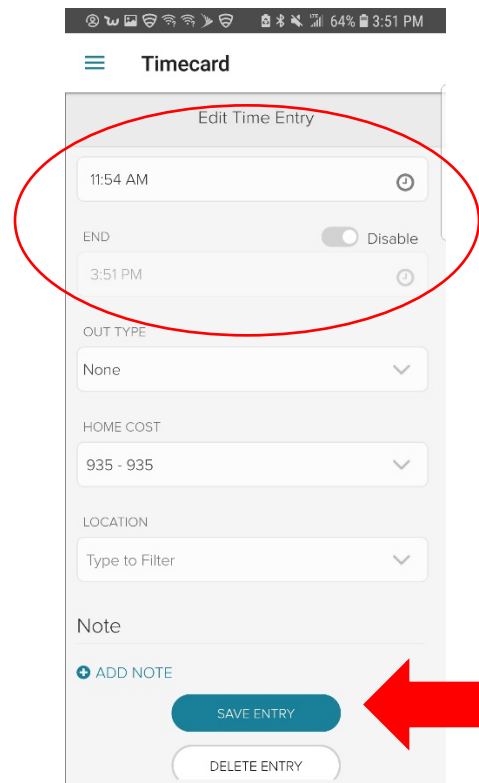 64% 3:51 PM
Timecard
Edit Time Entry
11:54 AM
END Disable
3:51 PM
OUT TYPE
None
HOME COST
935 - 935
LOCATION
Type to Filter
Note
ADD NOTE
SAVE ENTRY
DELETE ENTRY